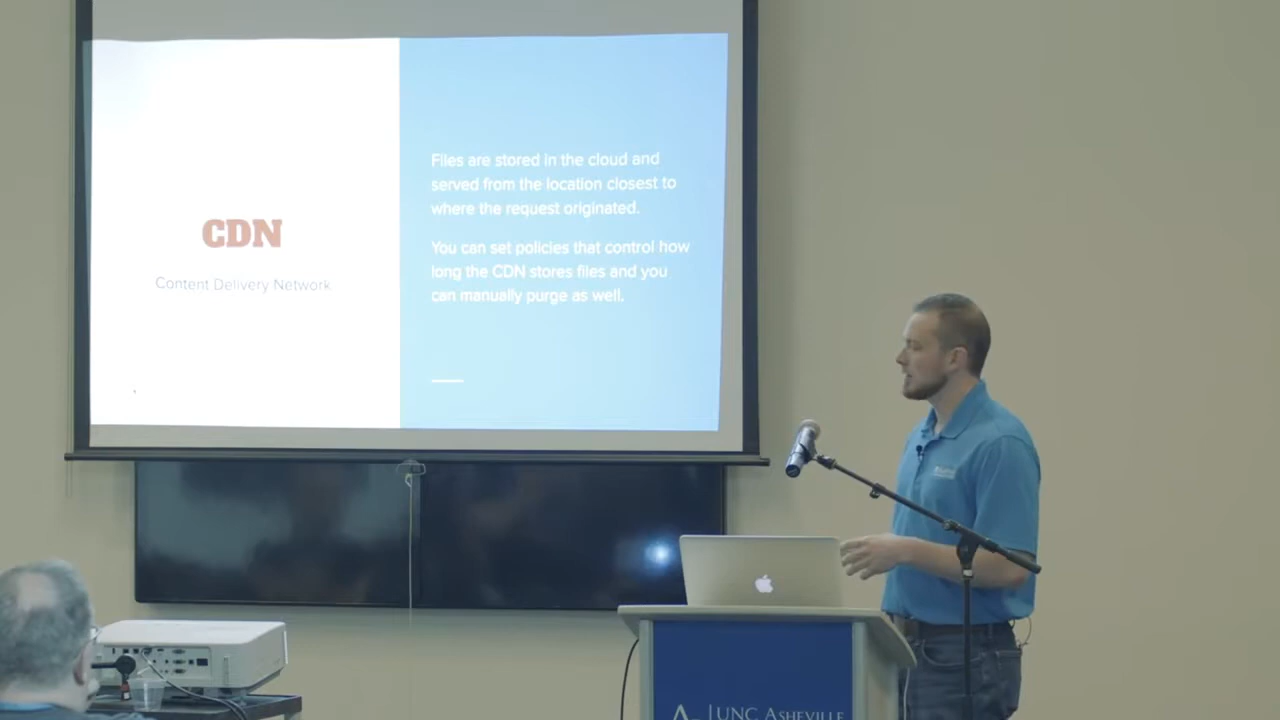 CDN
Content Delivery Network
Files are stored in the cloud and
served from the location closest to
where the request originated.
You can set policies that control how
long the CDN stores files and you
can manually purge as well.
UNC ASHEVILLE